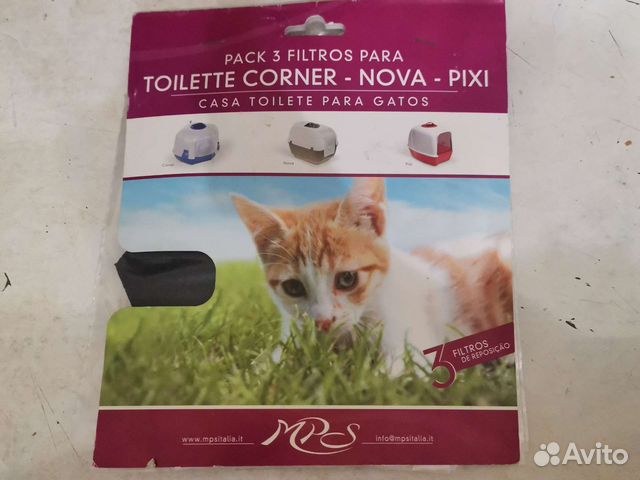 PACK 3 FILTROS PARA
TOILETTE CORNER - NOVA - PIXI
CASA TOILETE PARA GATOS
Corner
Nova
Pixi
3 FILTROS
DE REPOSIÇÃO
www.mpsitalia.it
MPS
info@mpsitalia.it
Avito